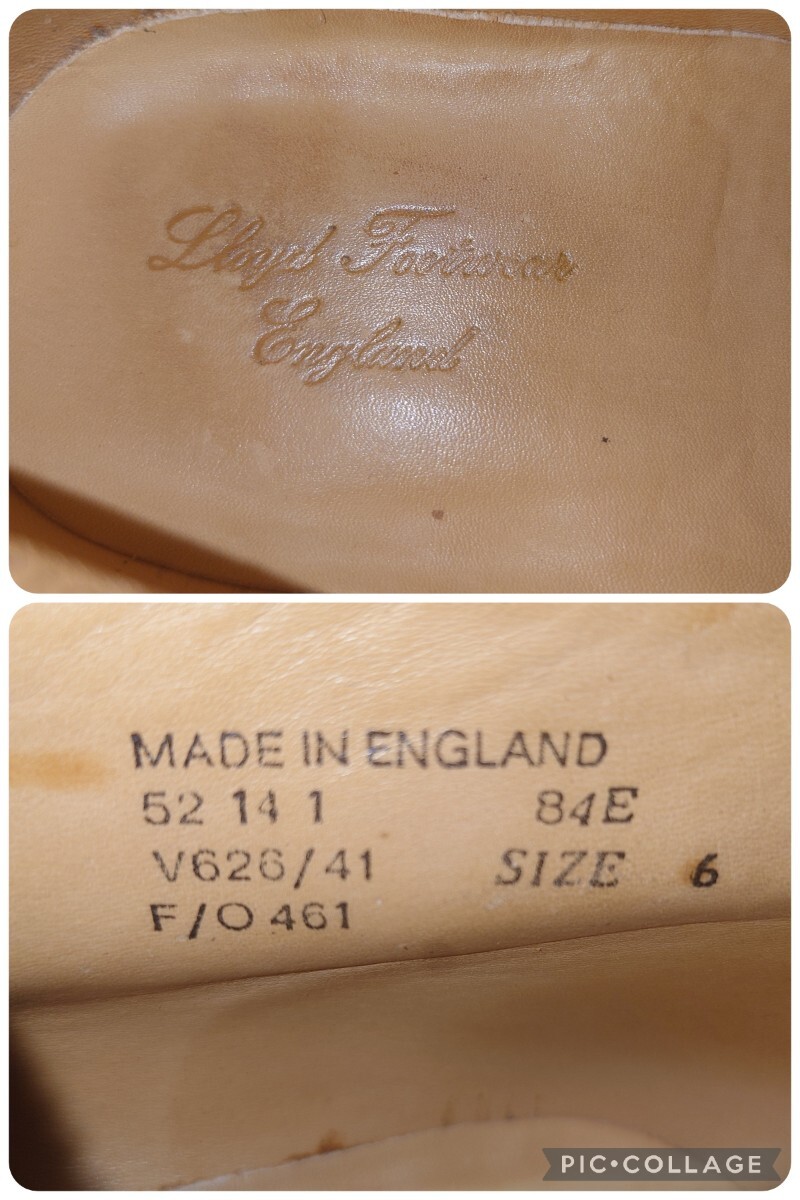 Lloyd Footwear
England
MADE IN ENGLAND
52 14 1 84E
V626/41 SIZE 6
F/O 461
PIC•COLLAGE